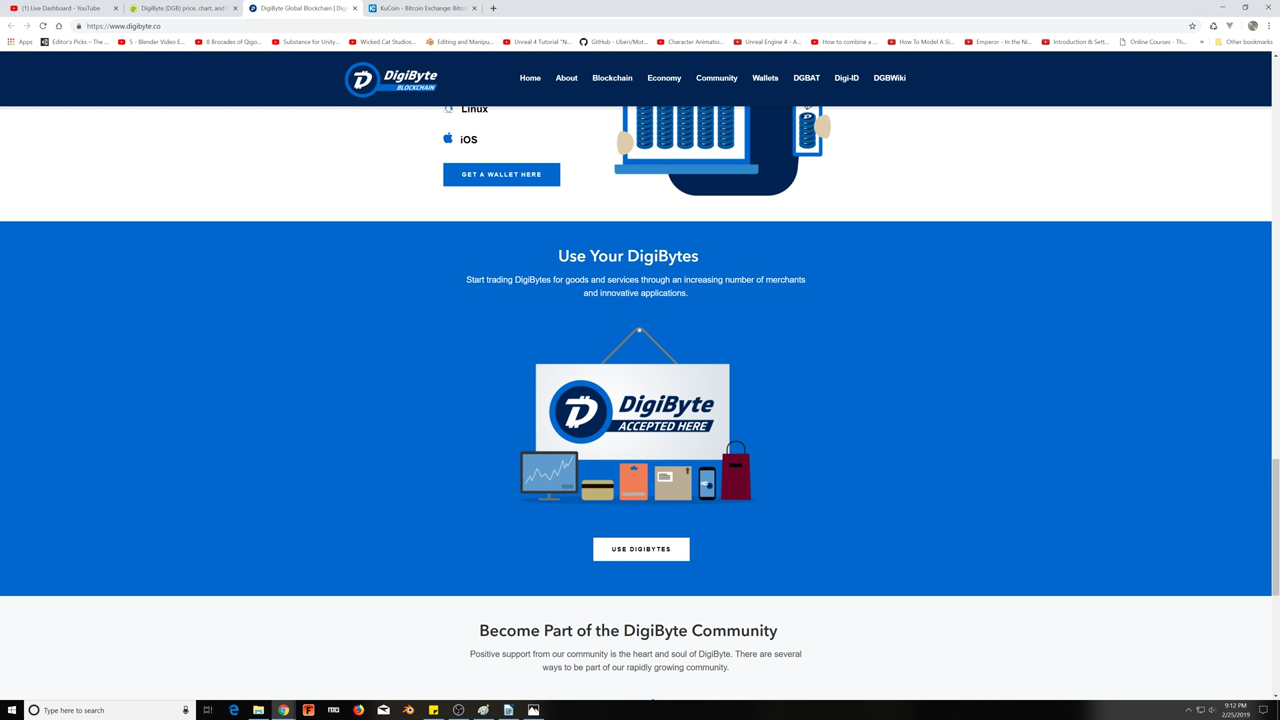 (1) Live Dashboard - YouTube
DigiByte (DGB) price, chart, and
DigiByte Global Blockchain | Digi
KuCoin - Bitcoin Exchange: Bitco
https://www.digibyte.co
Apps
Editor's Picks – The ...
5 - Blender Video E...
8 Brocades of Qigo...
Substance for Unity...
Wicked Cat Studios...
Editing and Manipu...
Unreal 4 Tutorial "N...
GitHub - Uberi/Mot...
Character Animatio...
Unreal Engine 4 - A...
How to combine a ...
How To Model A Si...
Emperor - In the Ni...
Introduction & Sett...
Online Courses - Th...
»
Other bookmarks
DigiByte
BLOCKCHAIN
Home
About
Blockchain
Economy
Community
Wallets
DGBAT
Digi-ID
DGBWiki
Linux
iOS
GET A WALLET HERE
Use Your DigiBytes
Start trading DigiBytes for goods and services through an increasing number of merchants
and innovative applications.
DigiByte
ACCEPTED HERE
USE DIGIBYTES
Become Part of the DigiByte Community
Positive support from our community is the heart and soul of DigiByte. There are several
ways to be part of our rapidly growing community.
Type here to search
9:12 PM
2/25/2019